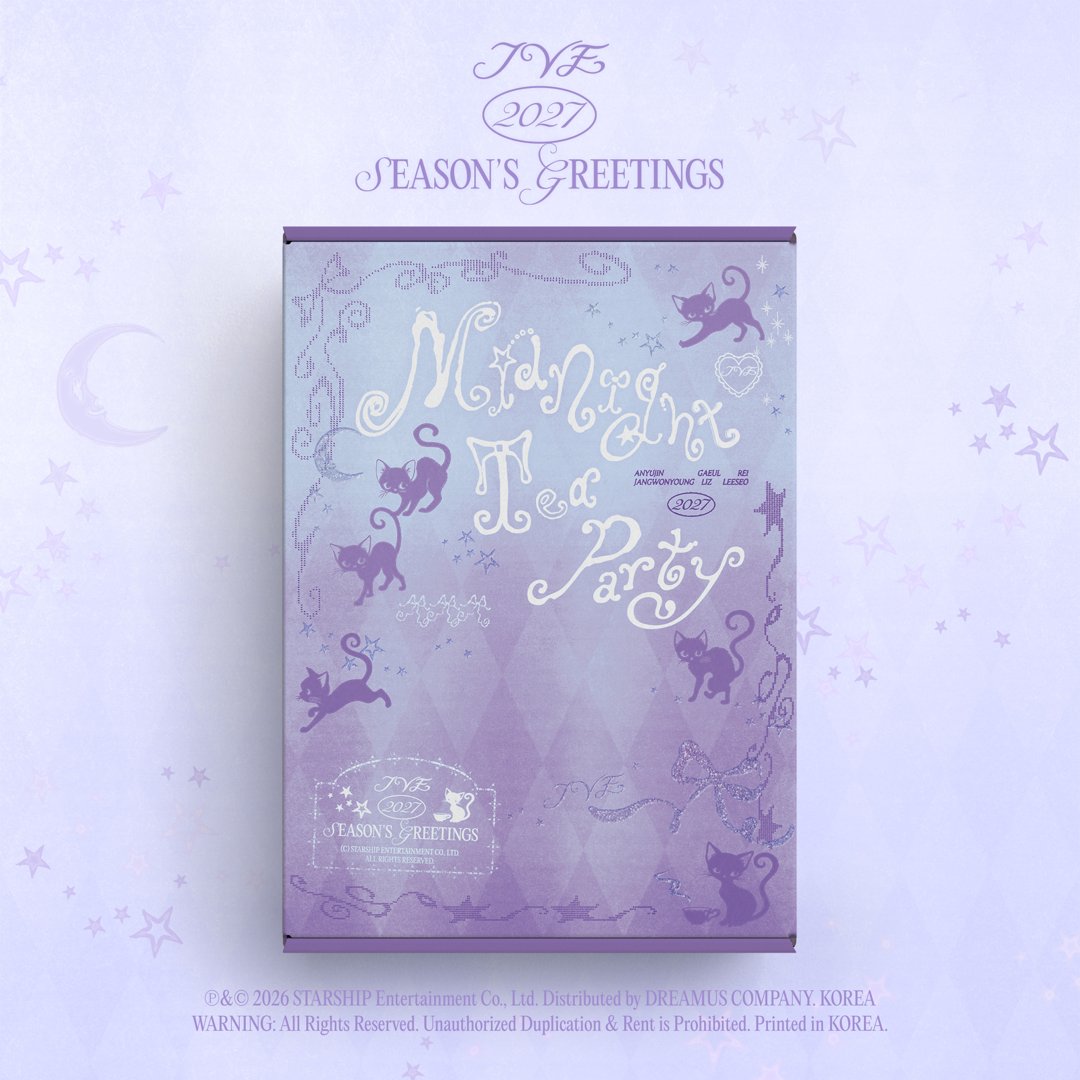 IVE
2027
SEASON'S GREETINGS
Midnight
Tea
Party
IVE
ANYUJIN GAEUL REI
JANGWONYOUNG LIZ LEESEO
2027
IVE
IVE
2027
SEASON'S GREETINGS
(C) STARSHIP ENTERTAINMENT CO., LTD.
ALL RIGHTS RESERVED.
℗&© 2026 STARSHIP Entertainment Co., Ltd. Distributed by DREAMUS COMPANY. KOREA
WARNING: All Rights Reserved. Unauthorized Duplication & Rent is Prohibited. Printed in KOREA.